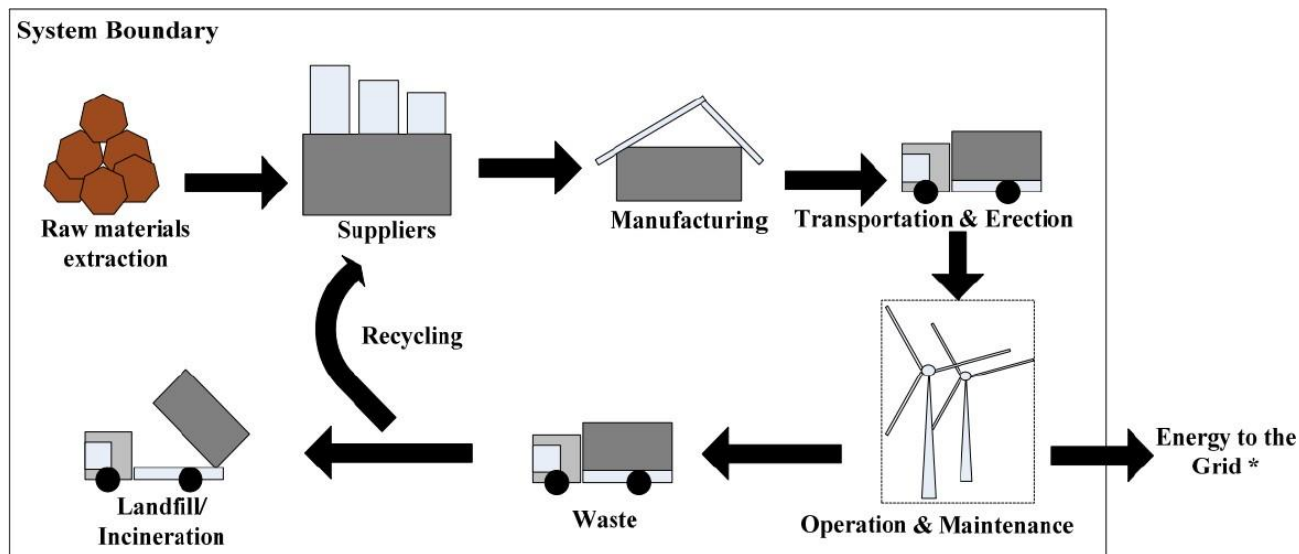 System Boundary
Raw materials
extraction
Suppliers
Manufacturing
Transportation & Erection
Recycling
Energy to the
Grid *
Landfill/
Incineration
Waste
Operation & Maintenance